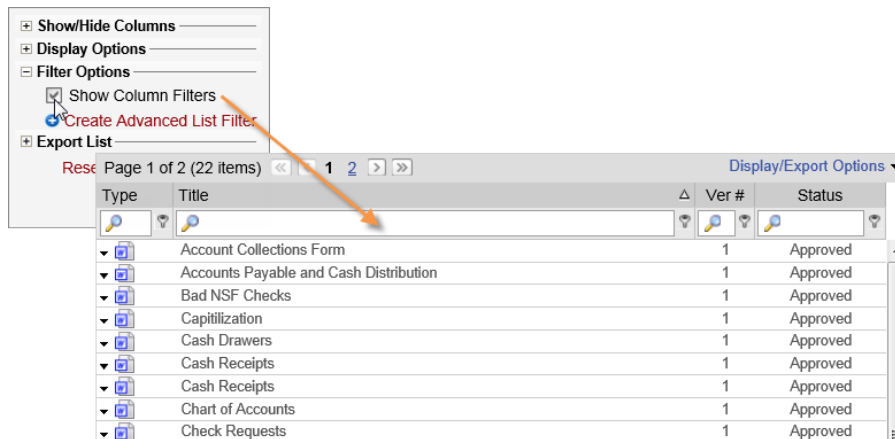 Show/Hide Columns
Display Options
Filter Options
Show Column Filters
Create Advanced List Filter
Export List
Rese
Page 1 of 2 (22 items) 1 2 Display/Export Options
Type Title Ver # Status
Account Collections Form 1 Approved
Accounts Payable and Cash Distribution 1 Approved
Bad NSF Checks 1 Approved
Capitilization 1 Approved
Cash Drawers 1 Approved
Cash Receipts 1 Approved
Cash Receipts 1 Approved
Chart of Accounts 1 Approved
Check Requests 1 Approved